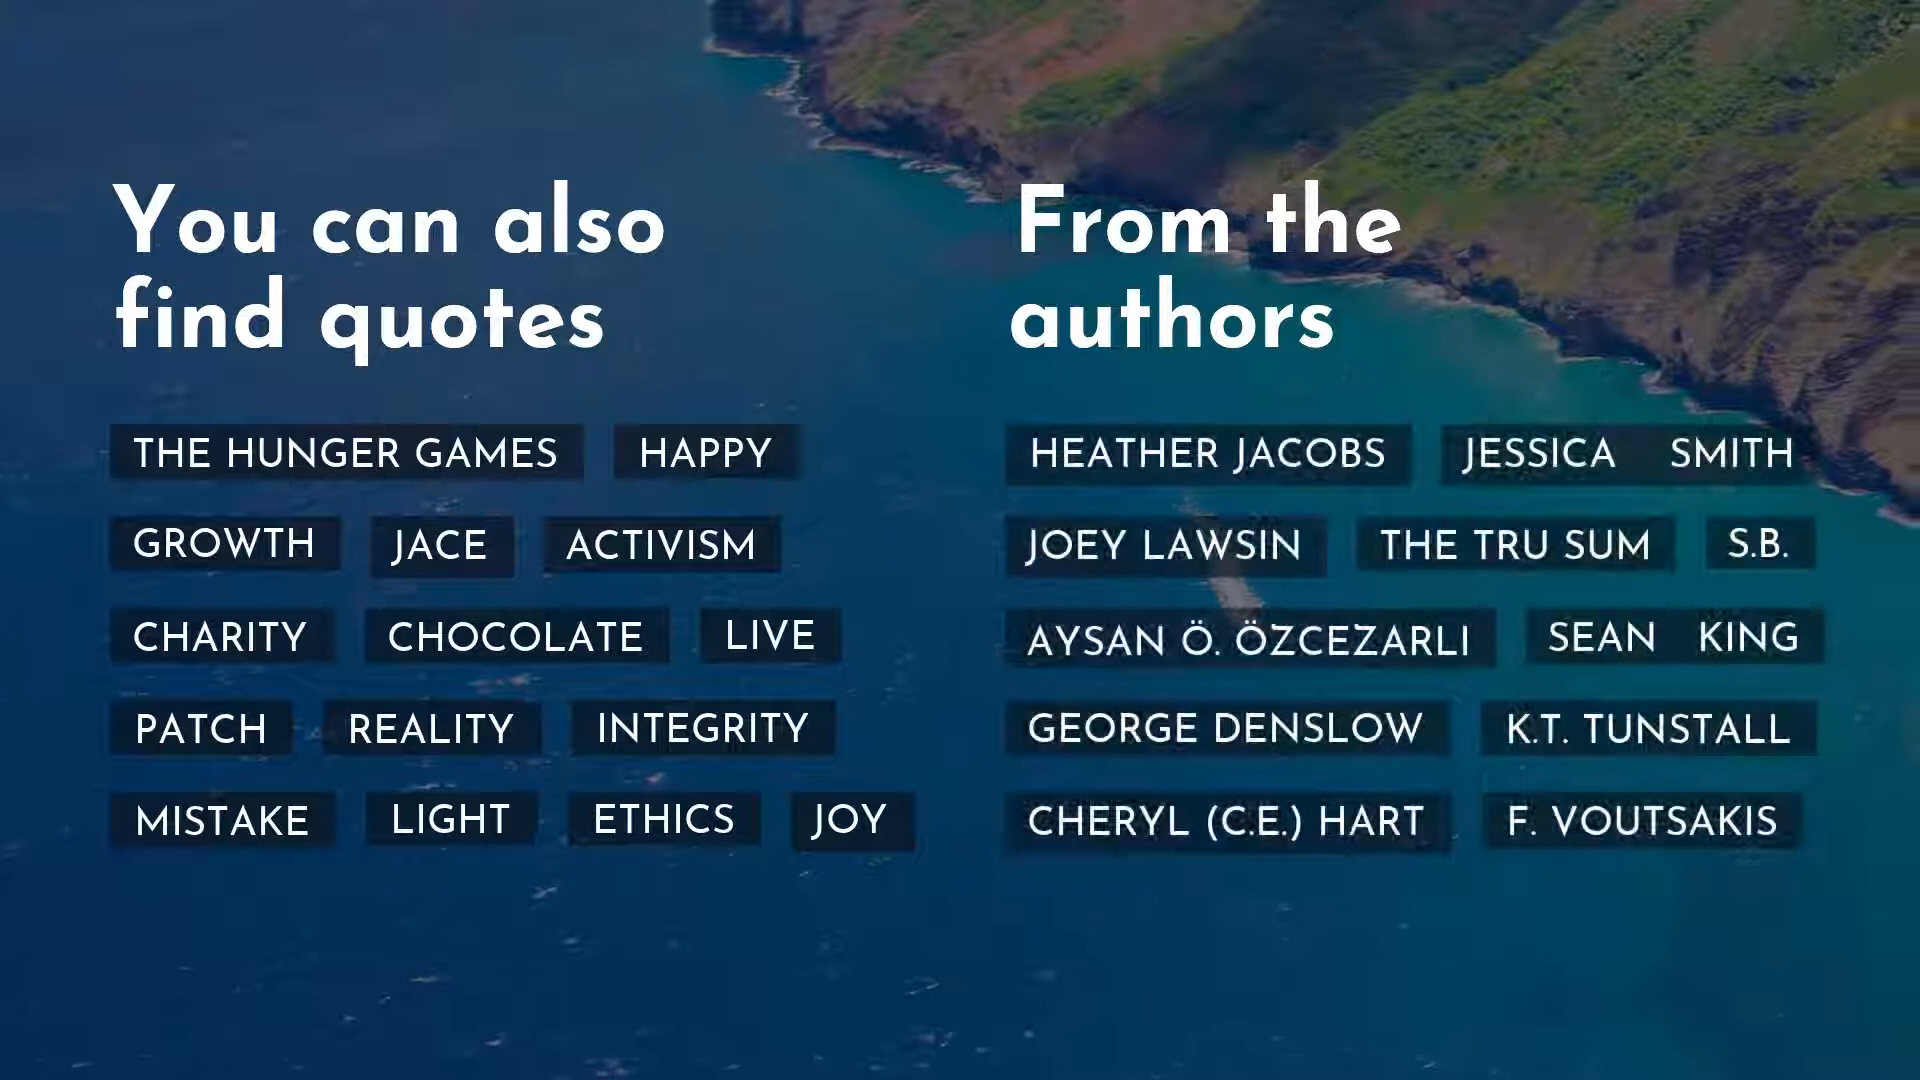 You can also
find quotes
THE HUNGER GAMES HAPPY
GROWTH JACE ACTIVISM
CHARITY CHOCOLATE LIVE
PATCH REALITY INTEGRITY
MISTAKE LIGHT ETHICS JOY
From the
authors
HEATHER JACOBS JESSICA SMITH
JOEY LAWSIN THE TRU SUM S.B.
AYSAN Ö. ÖZCEZARLI SEAN KING
GEORGE DENSLOW K.T. TUNSTALL
CHERYL (C.E.) HART F. VOUTSAKIS